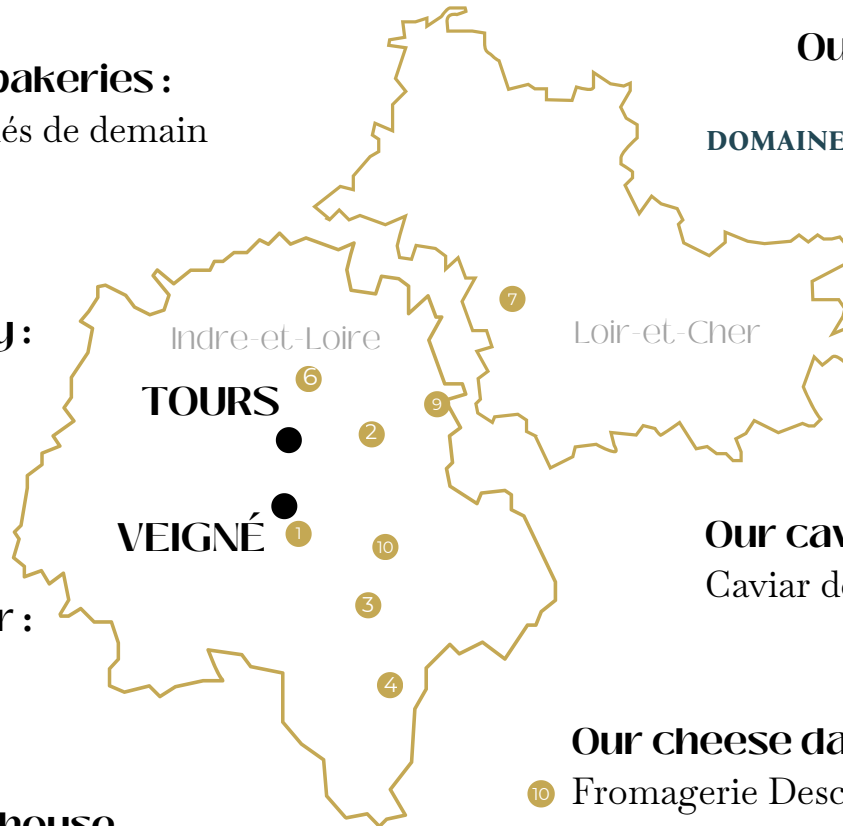 Ou
bakeries :
és de demain
DOMAINE
7
y :
Indre-et-Loire
Loir-et-Cher
6
TOURS
9
2
VEIGNÉ
1
10
Our cav
Caviar d
3
r :
4
Our cheese da
10 Fromagerie Desc
house